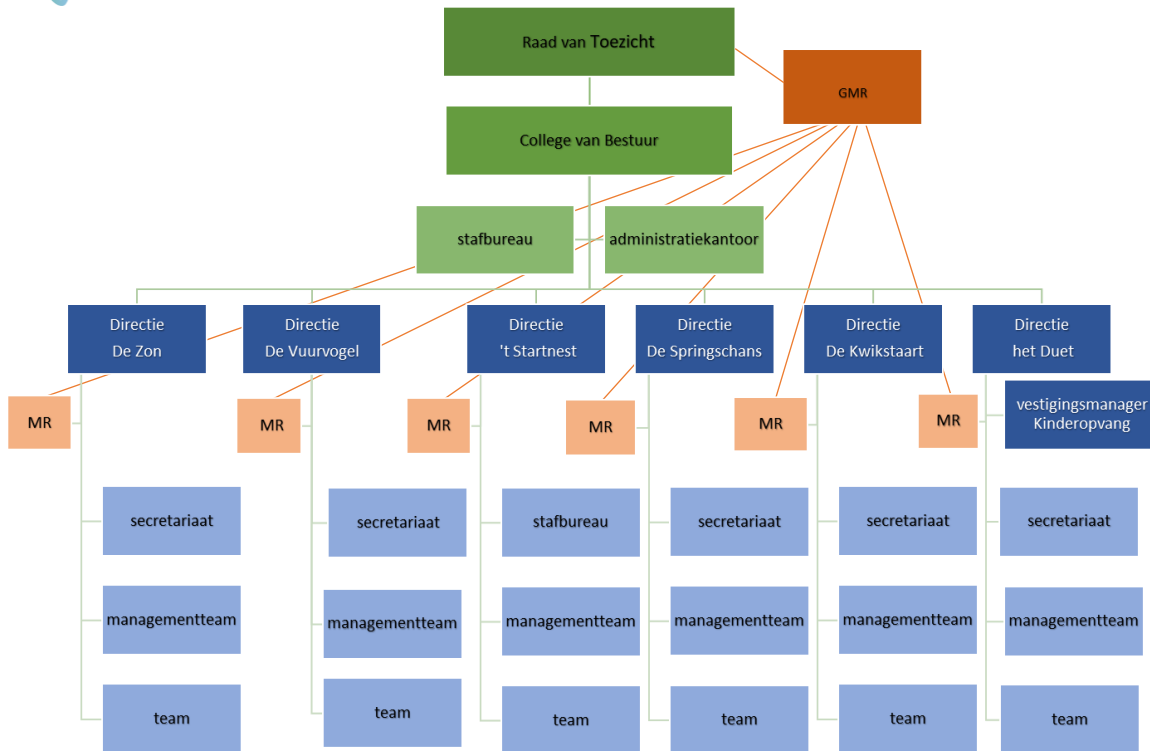 Raad van Toezicht
GMR
College van Bestuur
stafbureau
administratiekantoor
Directie
De Zon
Directie
De Vuurvogel
Directie
't Startnest
Directie
De Springschans
Directie
De Kwikstaart
Directie
het Duet
MR
MR
MR
MR
MR
MR
vestigingsmanager
Kinderopvang
secretariaat
secretariaat
stafbureau
secretariaat
secretariaat
secretariaat
managementteam
managementteam
managementteam
managementteam
managementteam
managementteam
team
team
team
team
team
team